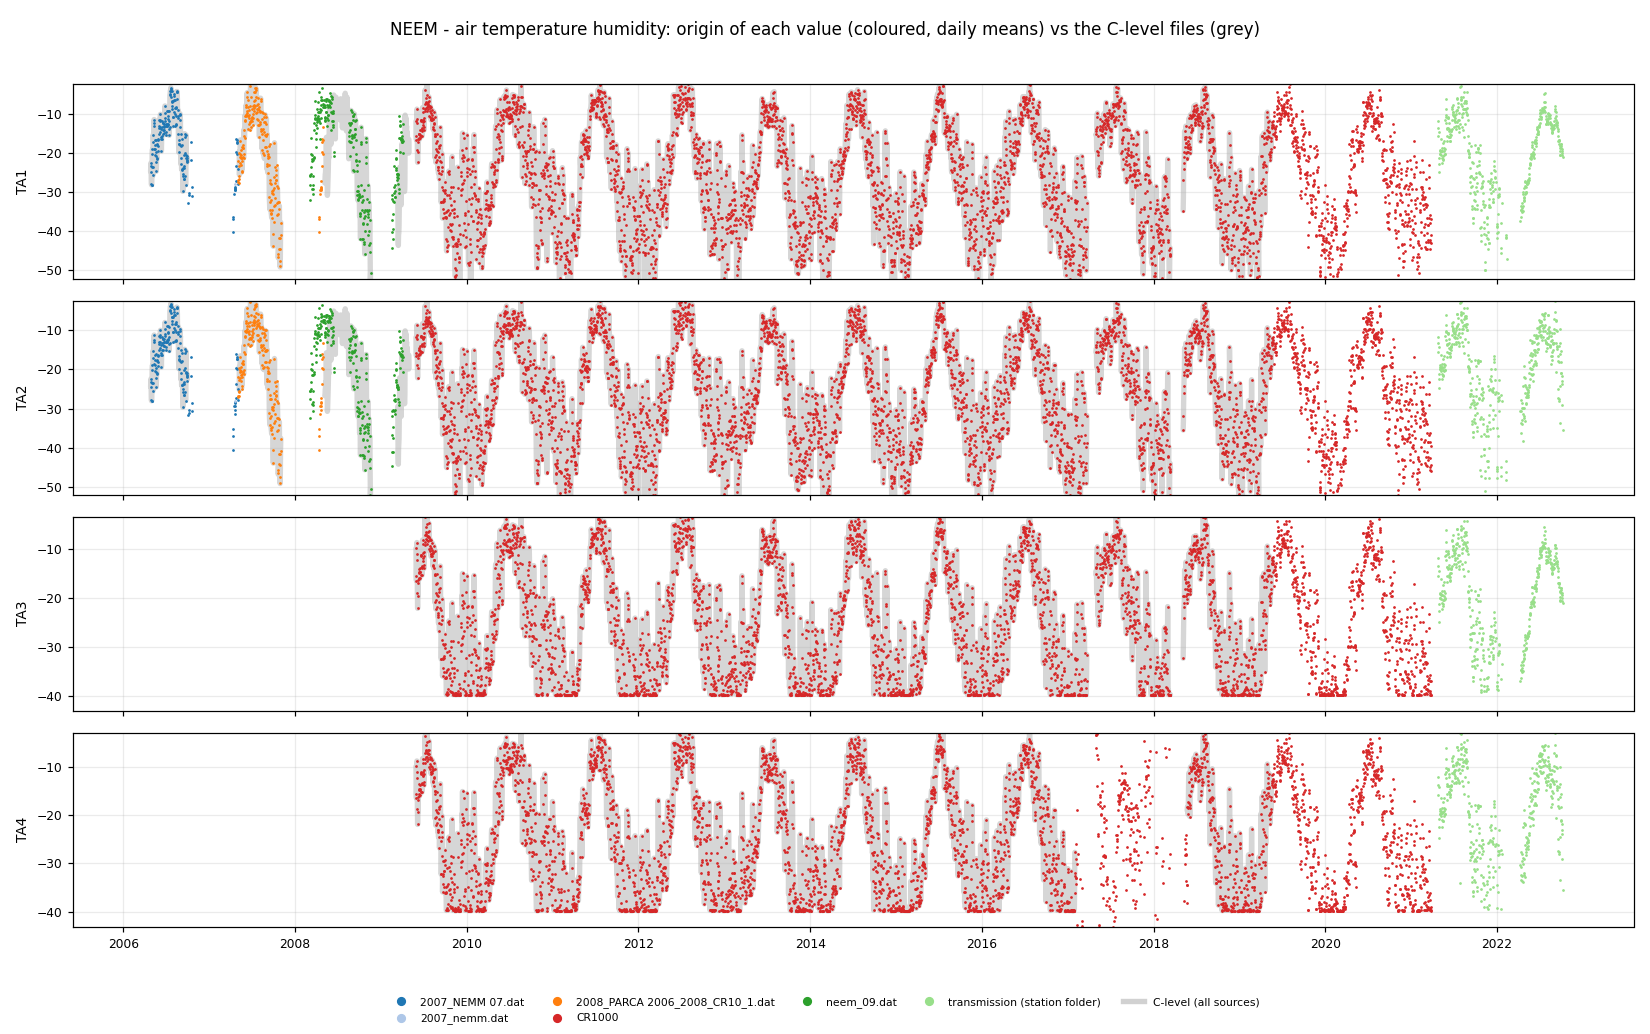 NEEM - air temperature humidity: origin of each value (coloured, daily means) vs the C-level files (grey)
TA1
−10
−20
−30
−40
−50
TA2
−10
−20
−30
−40
−50
TA3
−10
−20
−30
−40
TA4
−10
−20
−30
−40
2006 2008 2010 2012 2014 2016 2018 2020 2022
2007_NEMM 07.dat 2008_PARCA 2006_2008_CR10_1.dat neem_09.dat transmission (station folder) C-level (all sources)
2007_nemm.dat CR1000